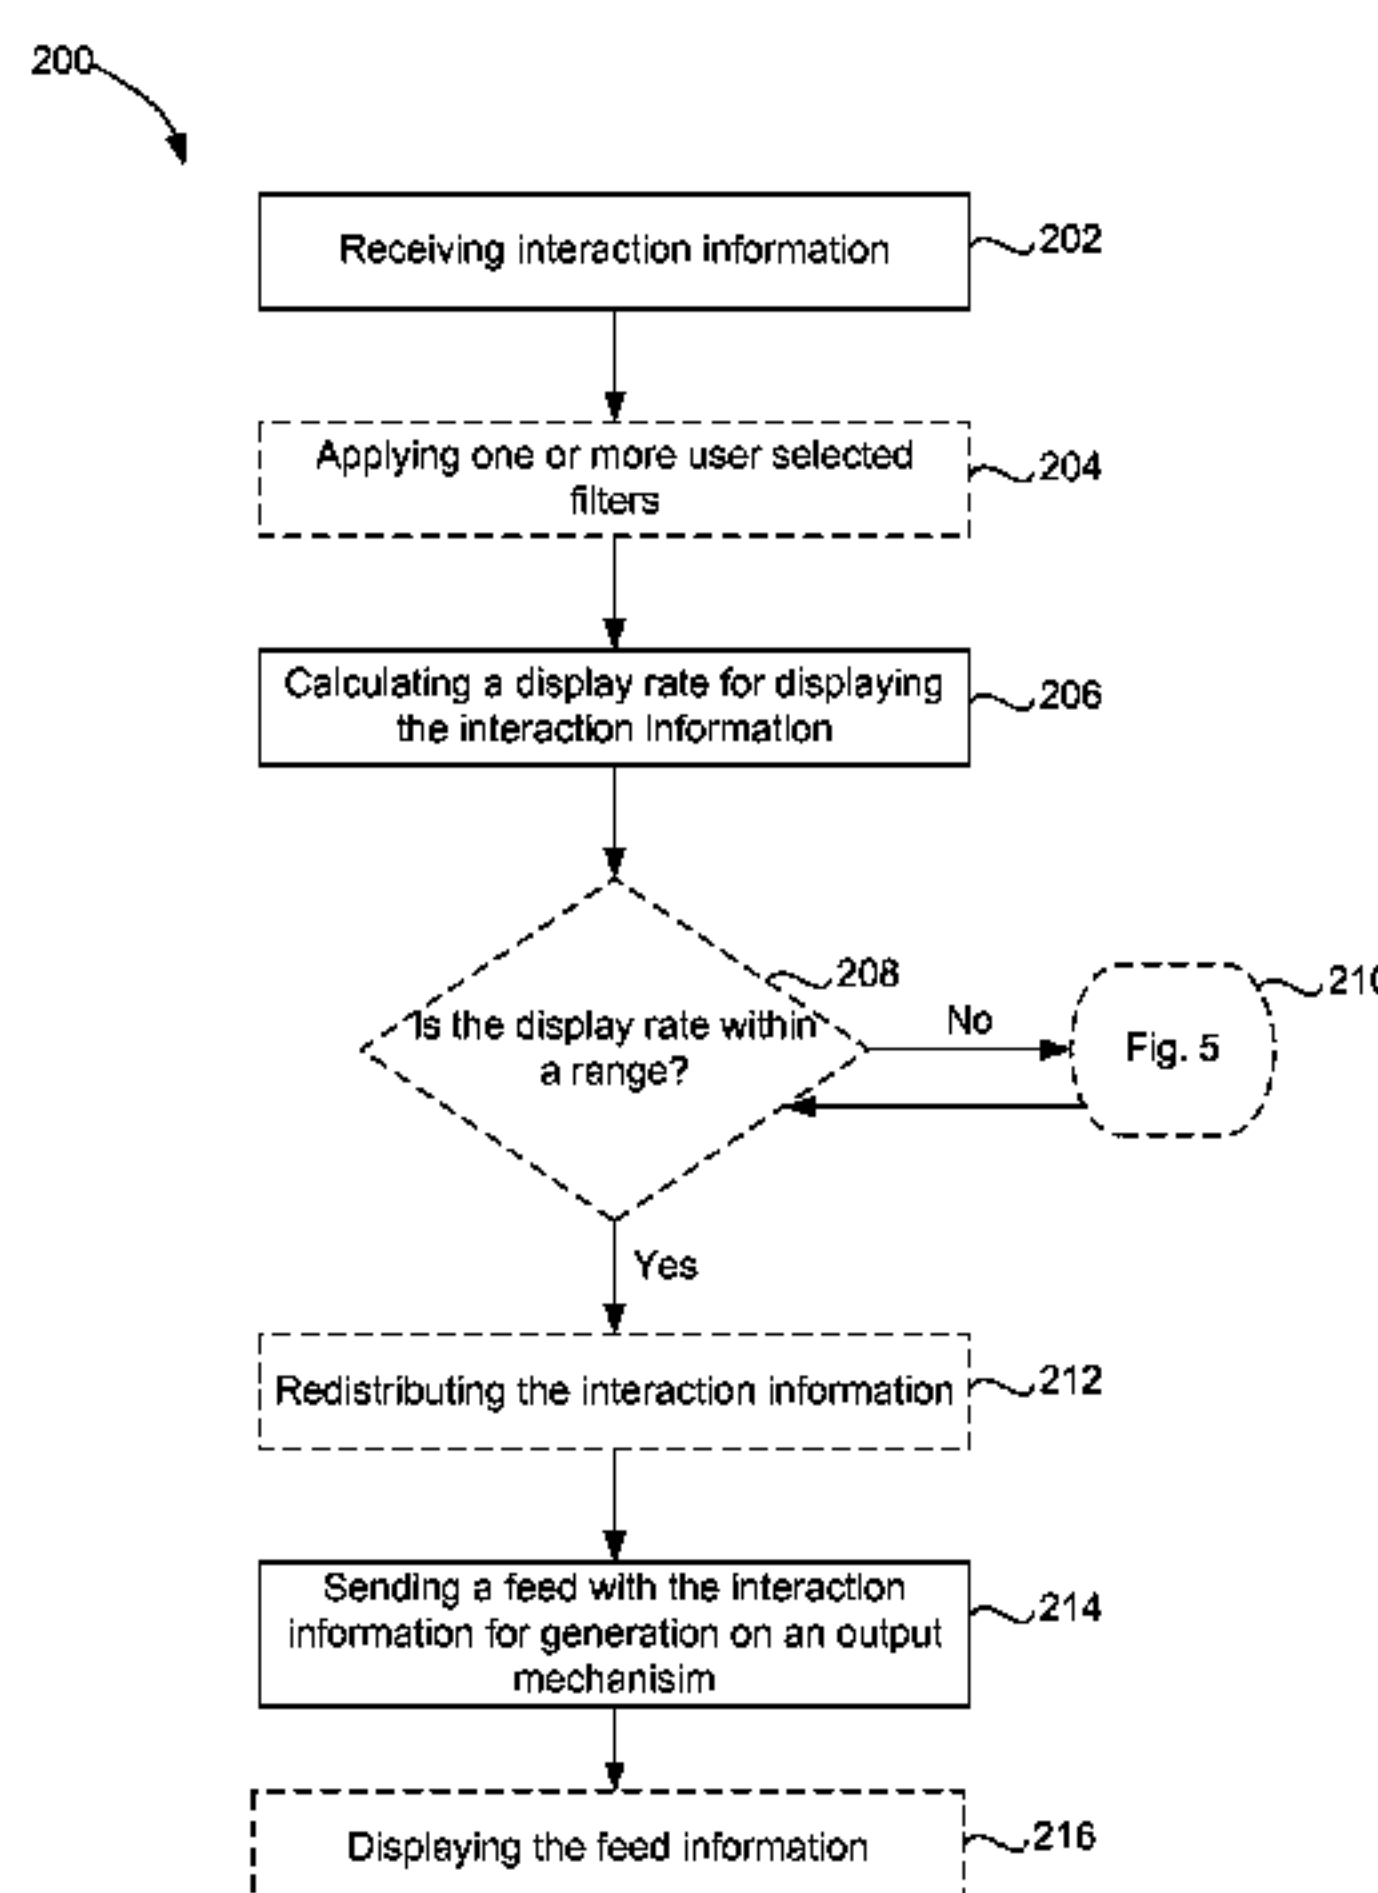 200
Receiving interaction information
202
Applying one or more user selected
filters
204
Calculating a display rate for displaying
the interaction information
206
208
Is the display rate within
a range?
No
Fig. 5
210
Yes
Redistributing the interaction information
212
Sending a feed with the interaction
information for generation on an output
mechanisim
214
Displaying the feed information
216